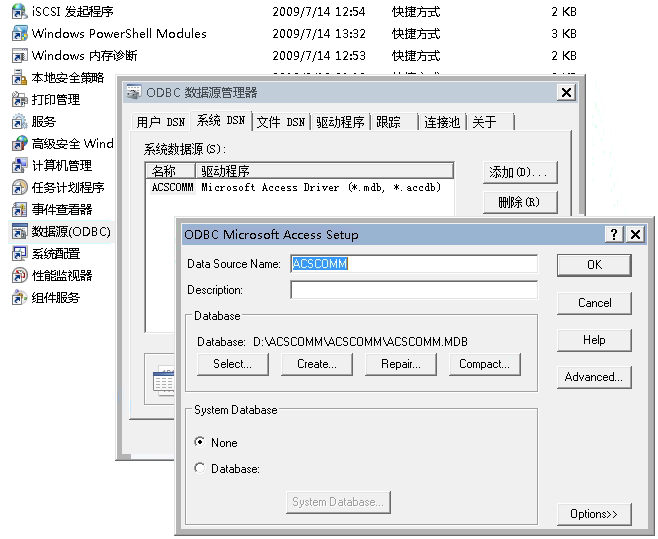 iSCSI 发起程序 2009/7/14 12:54 快捷方式 2 KB
Windows PowerShell Modules 2009/7/14 13:32 快捷方式 3 KB
Windows 内存诊断 2009/7/14 12:53 快捷方式 2 KB
本地安全策略
打印管理
服务
高级安全 Wind
计算机管理
任务计划程序
事件查看器
数据源(ODBC)
系统配置
性能监视器
组件服务
ODBC 数据源管理器
用户 DSN 系统 DSN 文件 DSN 驱动程序 跟踪 连接池 关于
系统数据源(S):
名称 驱动程序
ACSCOMM Microsoft Access Driver (*.mdb, *.accdb)
添加(D)...
删除(R)
ODBC Microsoft Access Setup
Data Source Name: ACSCOMM
Description:
OK
Cancel
Help
Advanced...
Database
Database: D:\ACSCOMM\ACSCOMM\ACSCOMM.MDB
Select... Create... Repair... Compact...
System Database
None
Database:
System Database...
Options>>